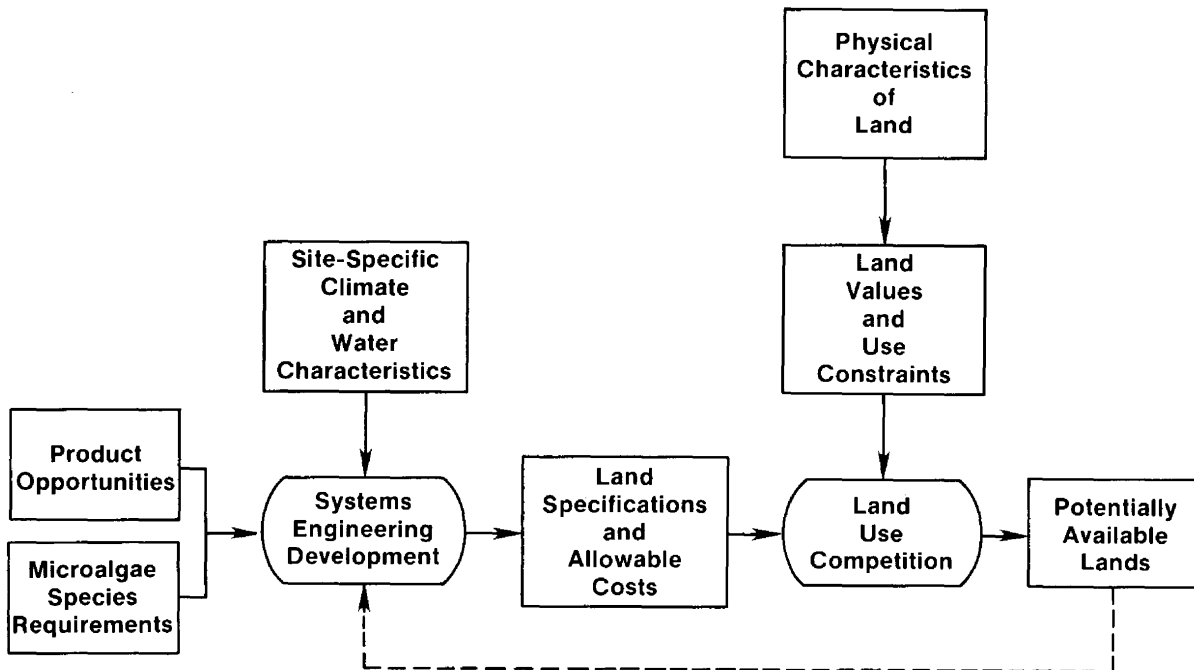 Physical
Characteristics
of
Land
Site-Specific
Climate
and
Water
Characteristics
Land
Values
and
Use
Constraints
Product
Opportunities
Microalgae
Species
Requirements
Systems
Engineering
Development
Land
Specifications
and
Allowable
Costs
Land
Use
Competition
Potentially
Available
Lands